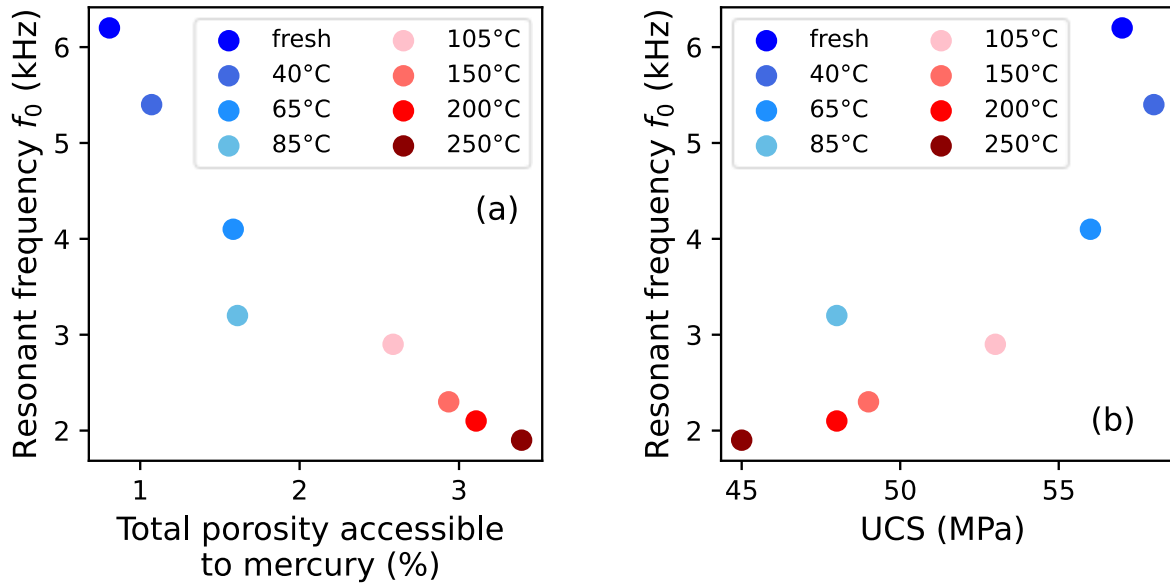 Resonant frequency f₀ (kHz)
6
5
4
3
2
fresh
40°C
65°C
85°C
105°C
150°C
200°C
250°C
(a)
1
2
3
Total porosity accessible
to mercury (%)
Resonant frequency f₀ (kHz)
6
5
4
3
2
fresh
40°C
65°C
85°C
105°C
150°C
200°C
250°C
(b)
45
50
55
UCS (MPa)